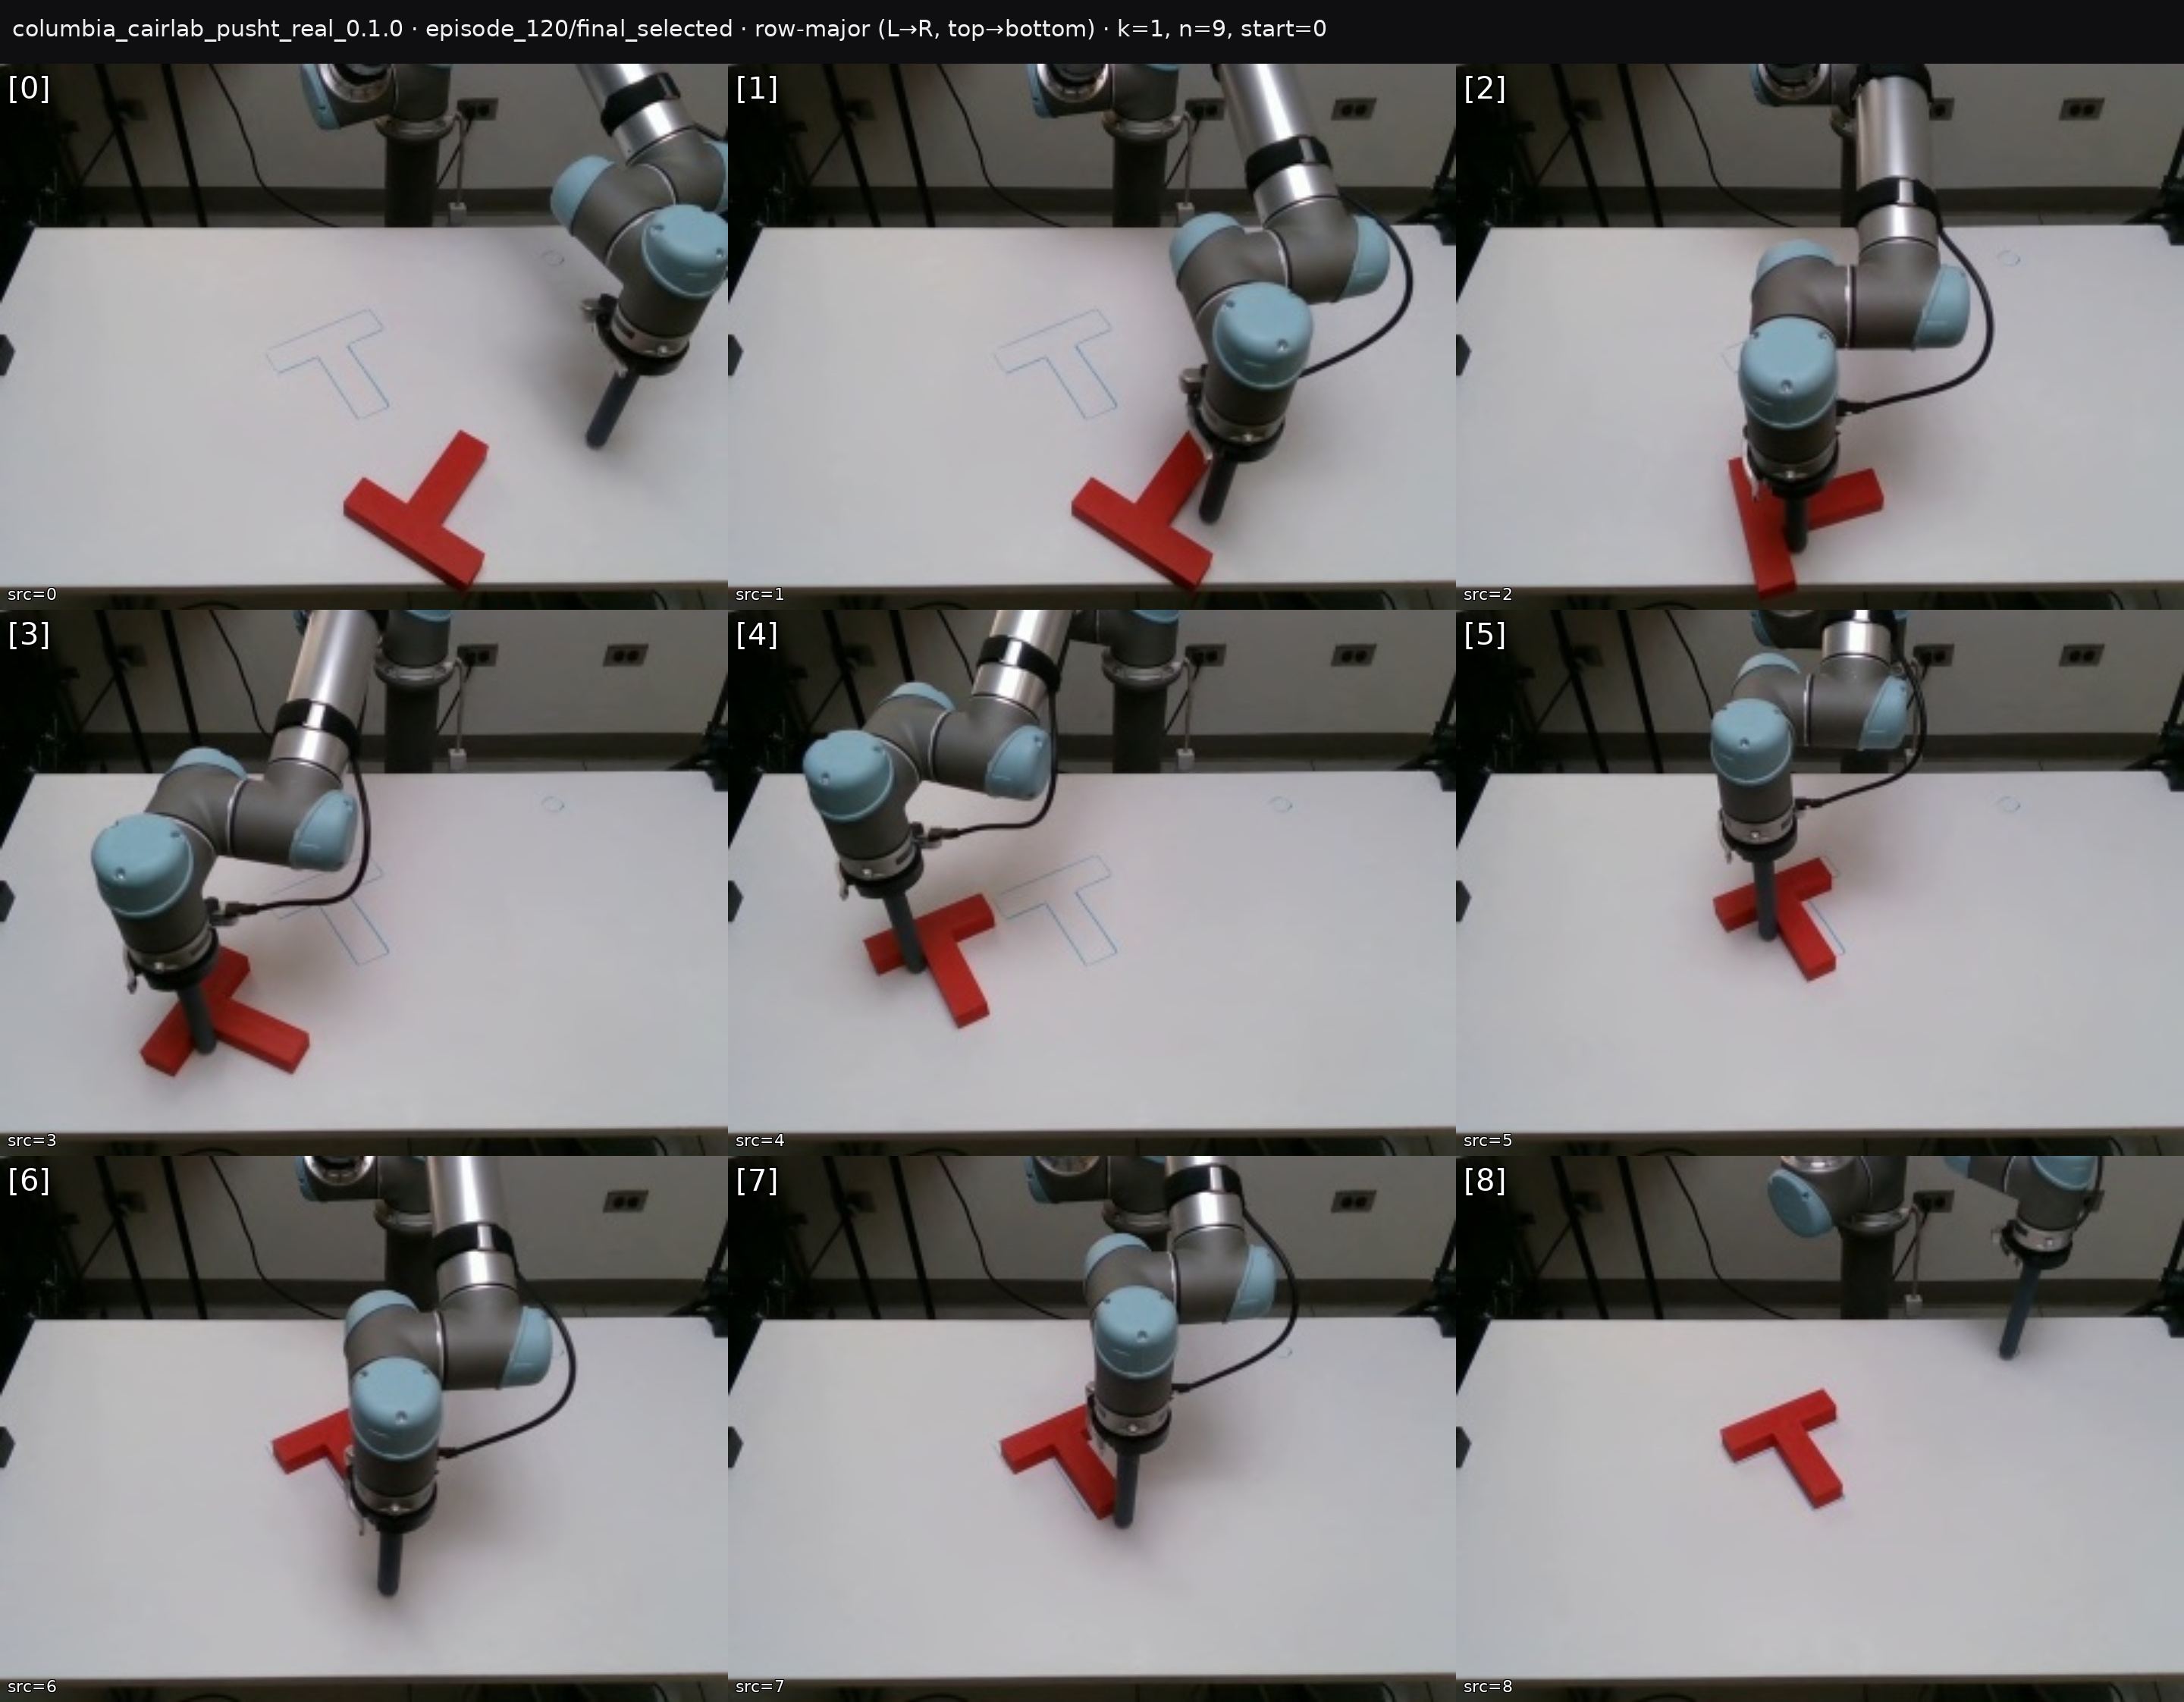 columbia_cairlab_pusht_real_0.1.0 · episode_120/final_selected · row-major (L→R, top→bottom) · k=1, n=9, start=0
[0]
[1]
[2]
src=0
src=1
src=2
[3]
[4]
[5]
src=3
src=4
src=5
[6]
[7]
[8]
src=6
src=7
src=8